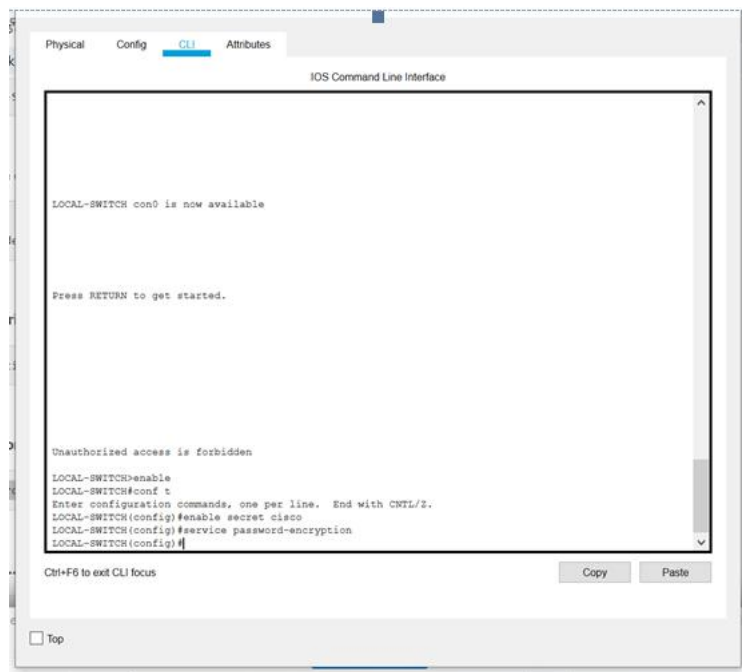 Physical Config CLI Attributes
IOS Command Line Interface
LOCAL-SWITCH con0 is now available
Press RETURN to get started.
Unauthorized access is forbidden
LOCAL-SWITCH>enable
LOCAL-SWITCH#conf t
Enter configuration commands, one per line.  End with CNTL/Z.
LOCAL-SWITCH(config)#enable secret cisco
LOCAL-SWITCH(config)#service password-encryption
LOCAL-SWITCH(config)#
Ctrl+F6 to exit CLI focus
Copy Paste
Top